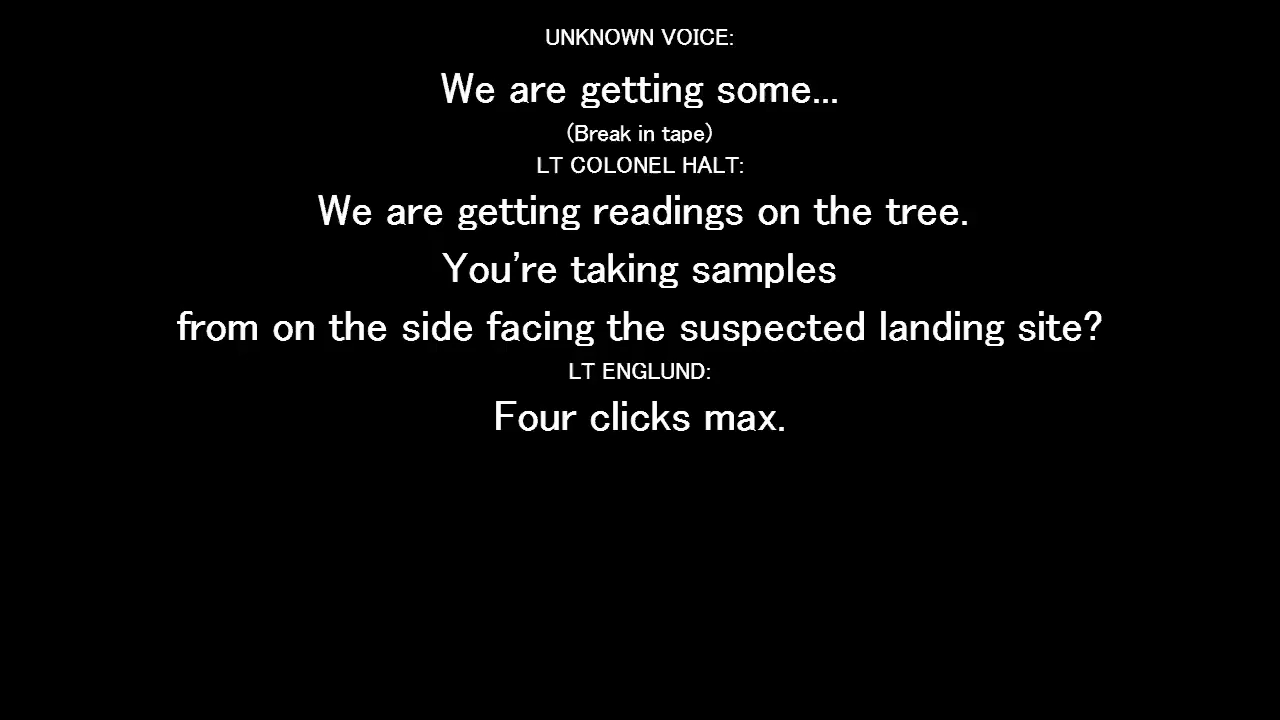 UNKNOWN VOICE:
We are getting some...
(Break in tape)
LT COLONEL HALT:
We are getting readings on the tree.
You're taking samples
from on the side facing the suspected landing site?
LT ENGLUND:
Four clicks max.